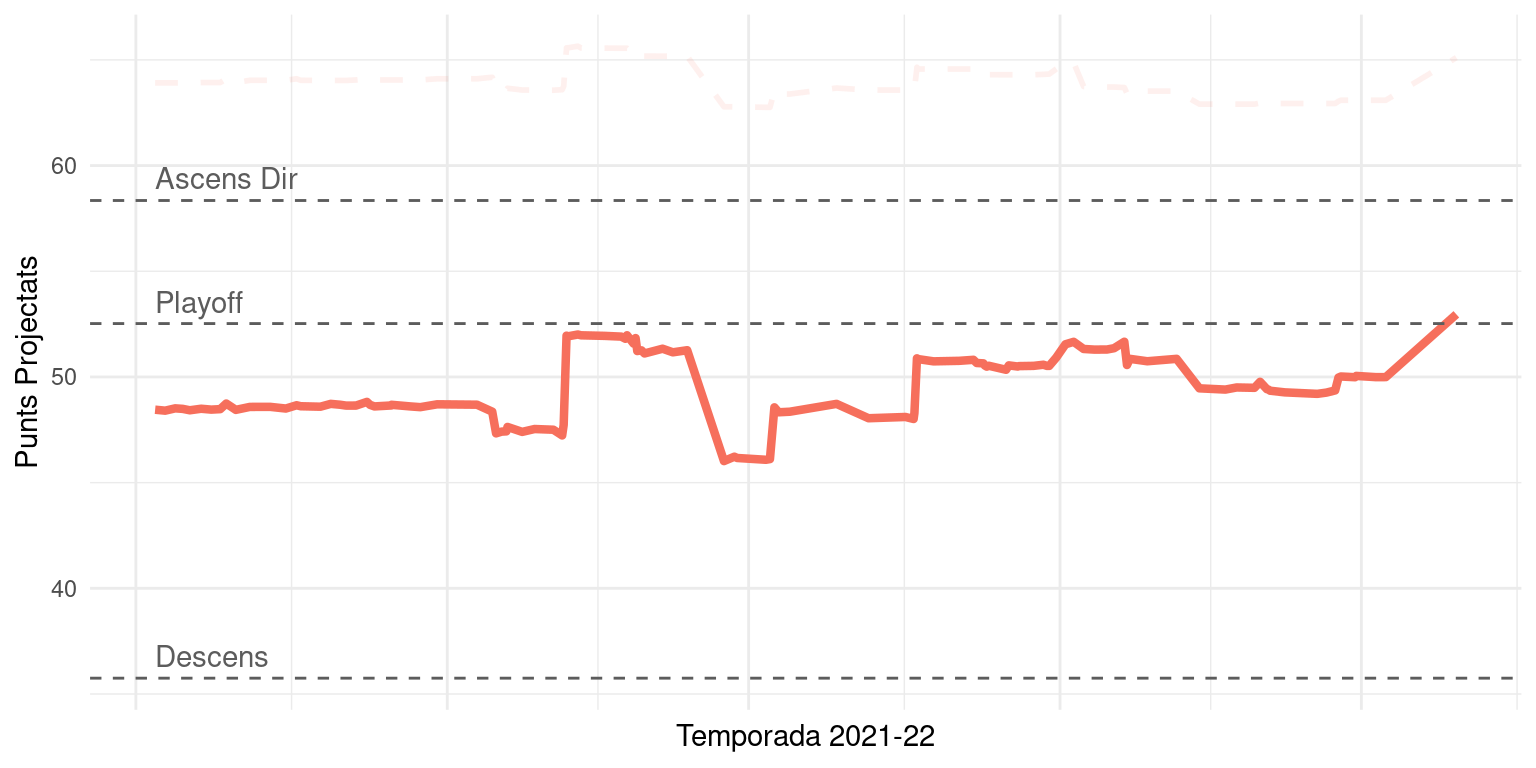 60
Ascens Dir
Playoff
50
40
Descens
Punts Projectats
Temporada 2021-22